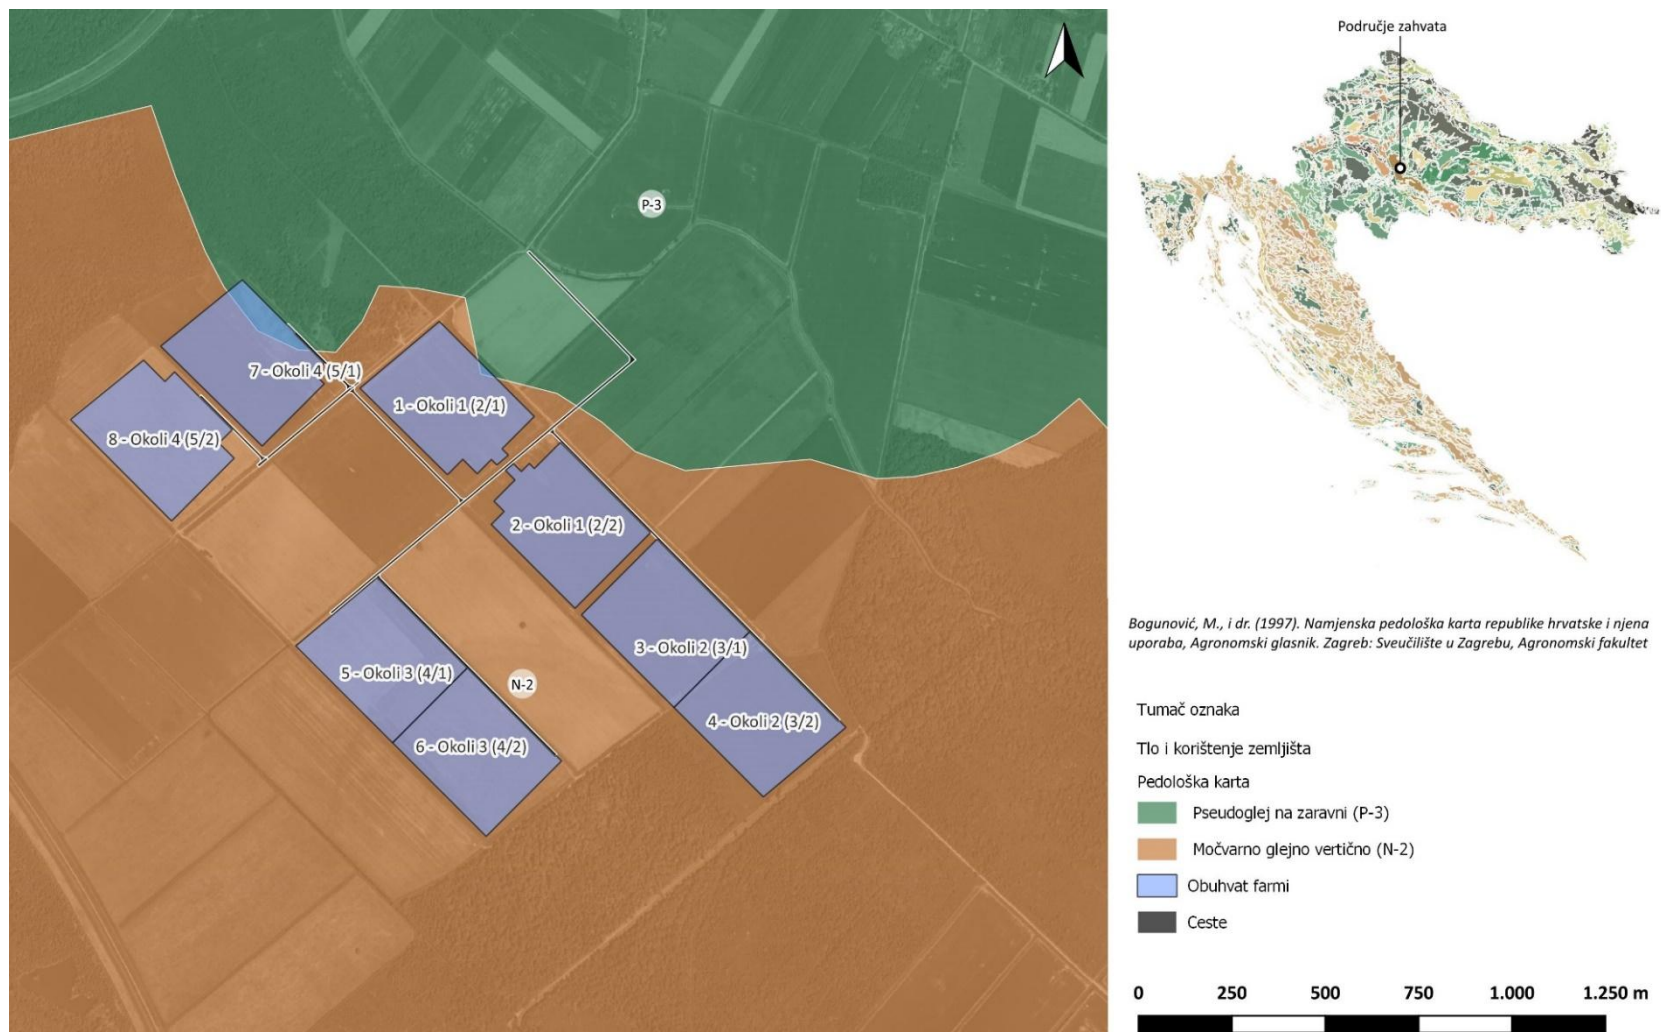 Područje zahvata
P-3
7 - Okoli 4 (5/1)
1 - Okoli 1 (2/1)
8 - Okoli 4 (5/2)
2 - Okoli 1 (2/2)
3 - Okoli 2 (3/1)
5 - Okoli 3 (4/1)
N-2
4 - Okoli 2 (3/2)
6 - Okoli 3 (4/2)
Bogunović, M., i dr. (1997). Namjenska pedološka karta republike hrvatske i njena
uporaba, Agronomski glasnik. Zagreb: Sveučilište u Zagrebu, Agronomski fakultet
Tumač oznaka
Tlo i korištenje zemljišta
Pedološka karta
Pseudoglej na zaravni (P-3)
Močvarno glejno vertično (N-2)
Obuhvat farmi
Ceste
0 250 500 750 1.000 1.250 m